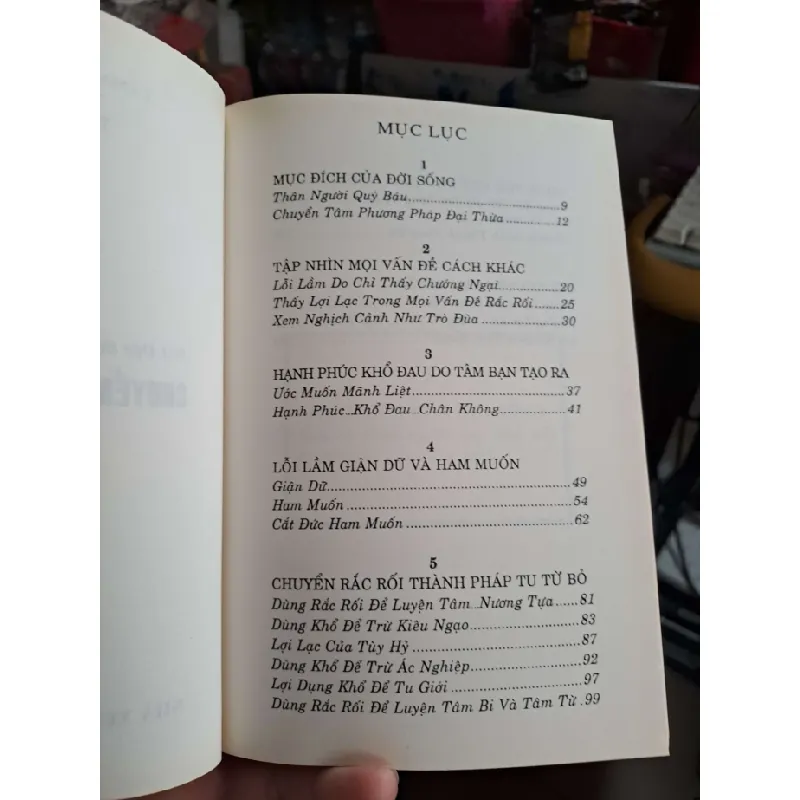 MỤC LỤC
1
MỤC ĐÍCH CỦA ĐỜI SỐNG
Thân Người Quý Báu 9
Chuyển Tâm Phương Pháp Đại Thừa 12
2
TẬP NHÌN MỌI VẤN ĐỀ CÁCH KHÁC
Lỗi Lầm Do Chỉ Thấy Chướng Ngại 20
Thấy Lợi Lạc Trong Mọi Vấn Đề Rắc Rối 25
Xem Nghịch Cảnh Như Trò Đùa 30
3
HẠNH PHÚC KHỔ ĐAU DO TÂM BẠN TẠO RA
Ước Muốn Mãnh Liệt 37
Hạnh Phúc...Khổ Đau...Chân Không 41
4
LỖI LẦM GIẬN DỮ VÀ HAM MUỐN
Giận Dữ 49
Ham Muốn 54
Cắt Đức Ham Muốn 62
5
CHUYỂN RẮC RỐI THÀNH PHÁP TU TỪ BỎ
Dùng Rắc Rối Để Luyện Tâm...Nương Tựa 81
Dùng Khổ Để Trừ Kiêu Ngạo 83
Lợi Lạc Của Tùy Hỷ 87
Dùng Khổ Để Trừ Ác Nghiệp 92
Lợi Dụng Khổ Để Tu Giới 97
Dùng Rắc Rối Để Luyện Tâm Bi Và Tâm Từ 99